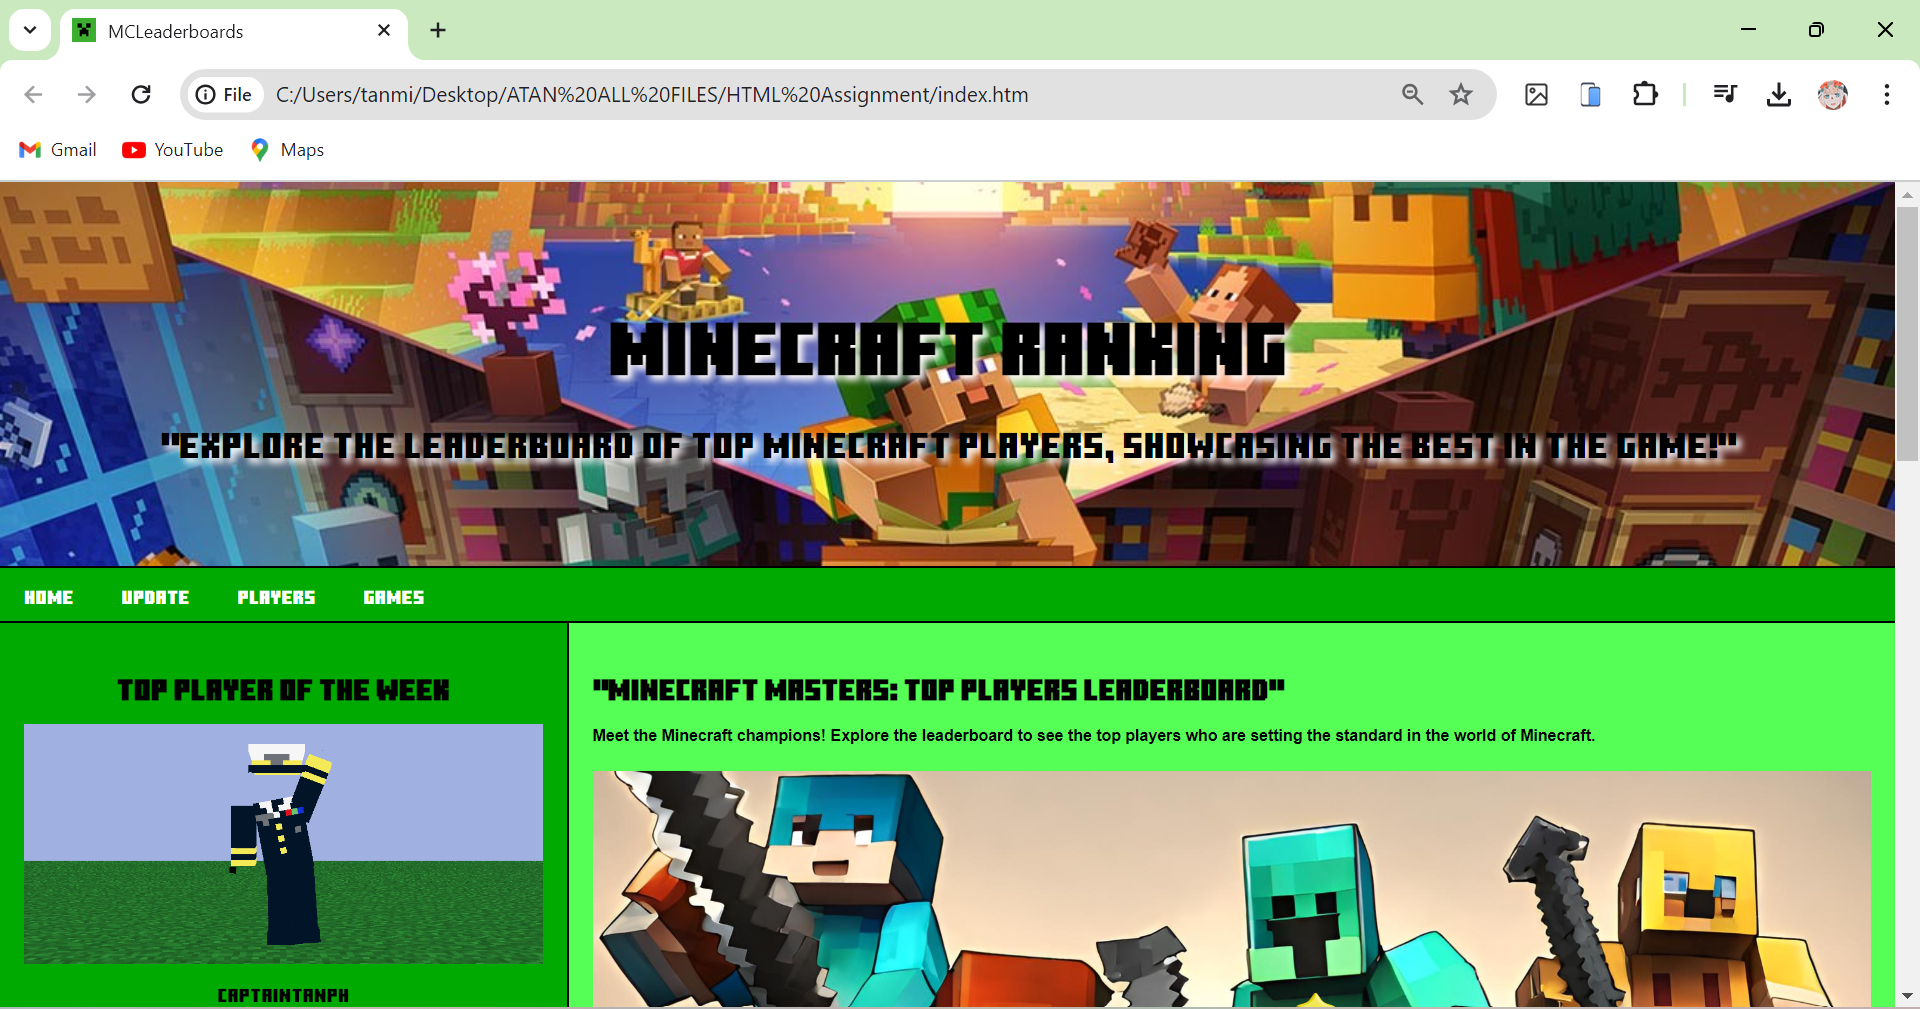 MCLeaderboards
File C:/Users/tanmi/Desktop/ATAN%20ALL%20FILES/HTML%20Assignment/index.htm
Gmail YouTube Maps
MINECRAFT RANKING
"EXPLORE THE LEADERBOARD OF TOP MINECRAFT PLAYERS, SHOWCASING THE BEST IN THE GAME!"
HOME UPDATE PLAYERS GAMES
TOP PLAYER OF THE WEEK
CAPTAINTANPH
"MINECRAFT MASTERS: TOP PLAYERS LEADERBOARD"
Meet the Minecraft champions! Explore the leaderboard to see the top players who are setting the standard in the world of Minecraft.